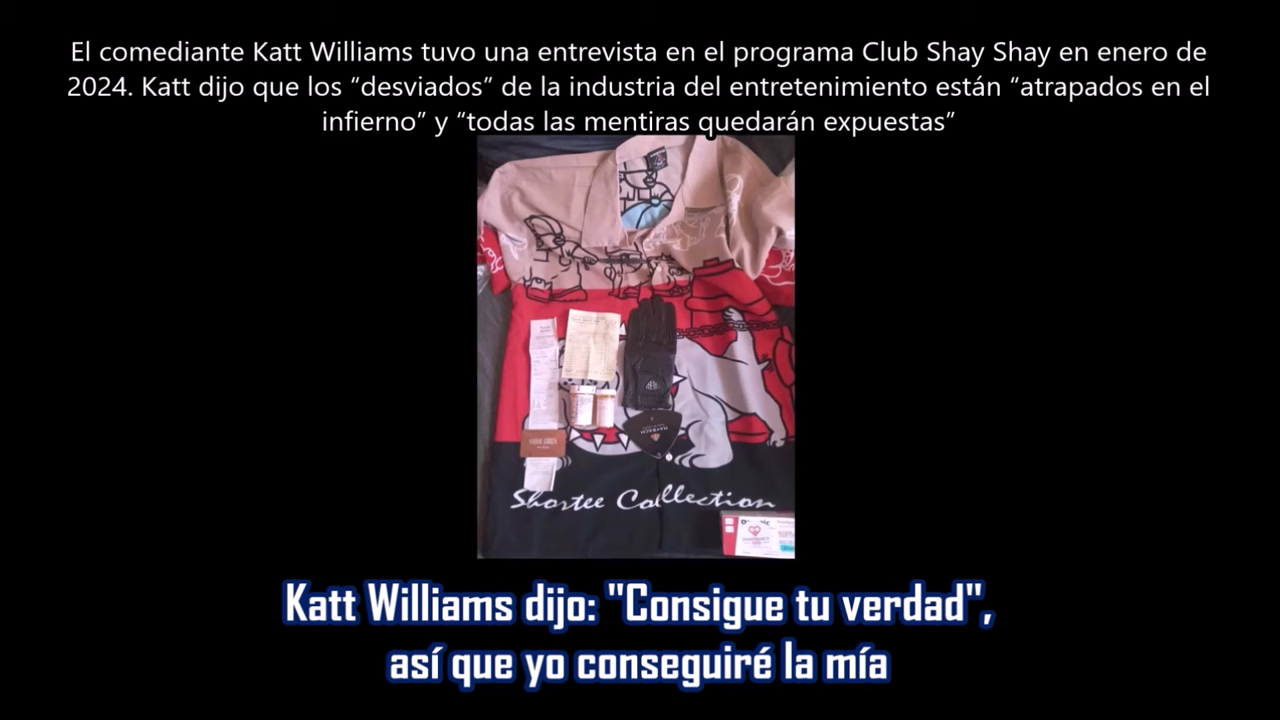 El comediante Katt Williams tuvo una entrevista en el programa Club Shay Shay en enero de
2024. Katt dijo que los “desviados” de la industria del entretenimiento están “atrapados en el
infierno” y “todas las mentiras quedarán expuestas”
MAYBACH
Shortee Collection
Katt Williams dijo: "Consigue tu verdad",
así que yo conseguiré la mía